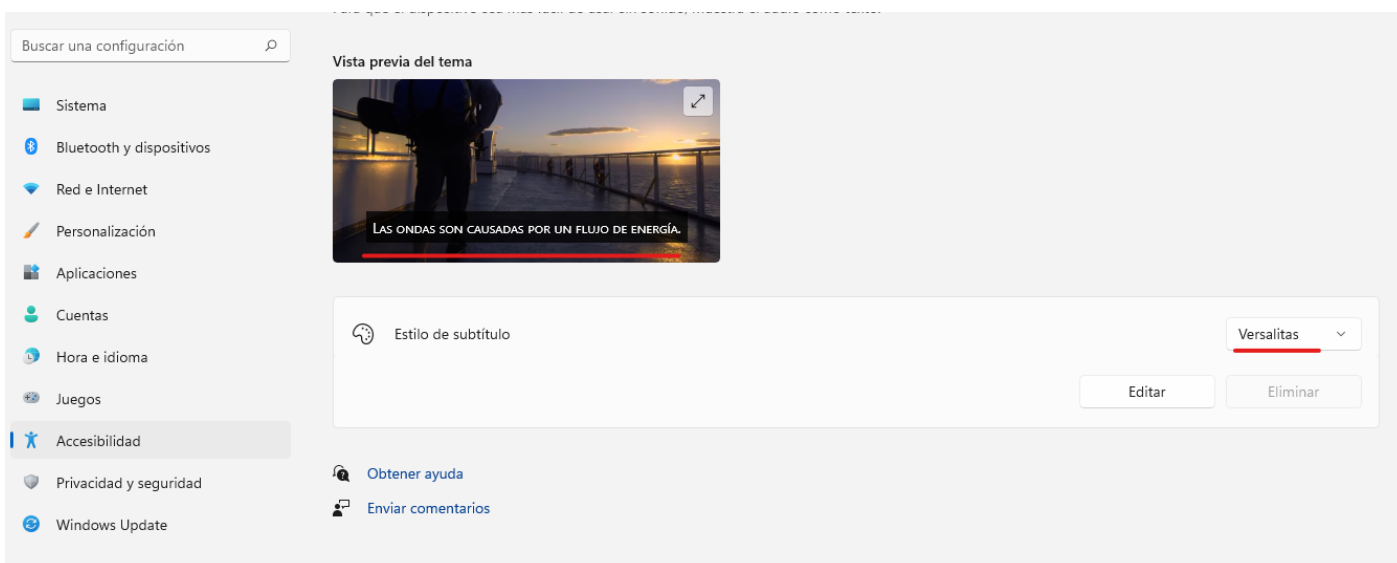 Buscar una configuración
Sistema
Bluetooth y dispositivos
Red e Internet
Personalización
Aplicaciones
Cuentas
Hora e idioma
Juegos
Accesibilidad
Privacidad y seguridad
Windows Update
Vista previa del tema
Las ondas son causadas por un flujo de energía.
Estilo de subtítulo
Versalitas
Editar
Eliminar
Obtener ayuda
Enviar comentarios